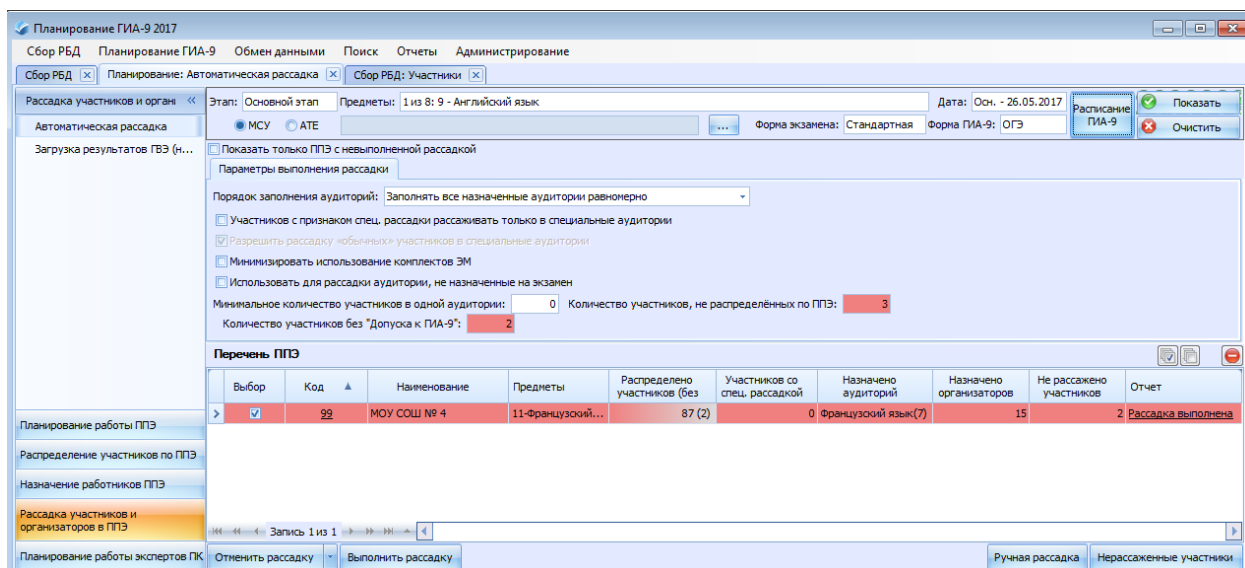 Планирование ГИА-9 2017
Сбор РБД Планирование ГИА-9 Обмен данными Поиск Отчеты Администрирование
Сбор РБД Планирование: Автоматическая рассадка Сбор РБД: Участники
Рассадка участников и органи
Автоматическая рассадка
Загрузка результатов ГВЭ (н...
Этап: Основной этап Предметы: 1 из 8: 9 - Английский язык Дата: Осн. - 26.05.2017 Расписание ГИА-9 Показать
МСУ АТЕ ... Форма экзамена: Стандартная Форма ГИА-9: ОГЭ Очистить
Показать только ППЭ с невыполненной рассадкой
Параметры выполнения рассадки
Порядок заполнения аудиторий: Заполнять все назначенные аудитории равномерно
Участников с признаком спец. рассадки рассаживать только в специальные аудитории
Разрешить рассадку «обычных» участников в специальные аудитории
Минимизировать использование комплектов ЭМ
Использовать для рассадки аудитории, не назначенные на экзамен
Минимальное количество участников в одной аудитории: 0 Количество участников, не распределённых по ППЭ: 3
Количество участников без "Допуска к ГИА-9": 2
Перечень ППЭ
Выбор Код Наименование Предметы Распределено участников (без Участников со спец. рассадкой Назначено аудиторий Назначено организаторов Не рассажено участников Отчет
99 МОУ СОШ № 4 11-Французский... 87 (2) 0 Французский язык(7) 15 2 Рассадка выполнена
Планирование работы ППЭ
Распределение участников по ППЭ
Назначение работников ППЭ
Рассадка участников и
организаторов в ППЭ
Планирование работы экспертов ПК
Запись 1 из 1
Отменить рассадку Выполнить рассадку Ручная рассадка Нерассаженные участники